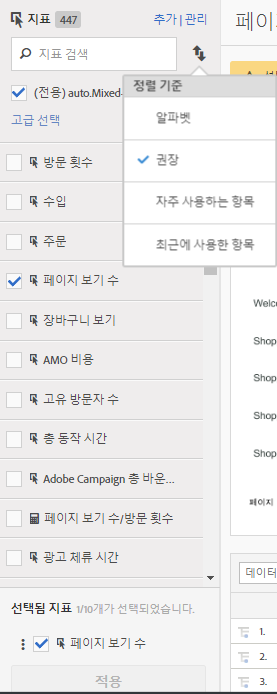 지표 447 추가 | 관리
지표 검색
(전용) auto.Mixed-
고급 선택
정렬 기준
알파벳
권장
자주 사용하는 항목
최근에 사용한 항목
방문 횟수
수입
주문
페이지 보기 수
장바구니 보기
AMO 비용
고유 방문자 수
총 동작 시간
Adobe Campaign 총 바운...
페이지 보기 수/방문 횟수
광고 체류 시간
선택된 지표 1/10개가 선택되었습니다.
페이지 보기 수
적용
페이
Welco
Shop
Shop
Shop
Shop
페이지
데이터
1.
2.
3.